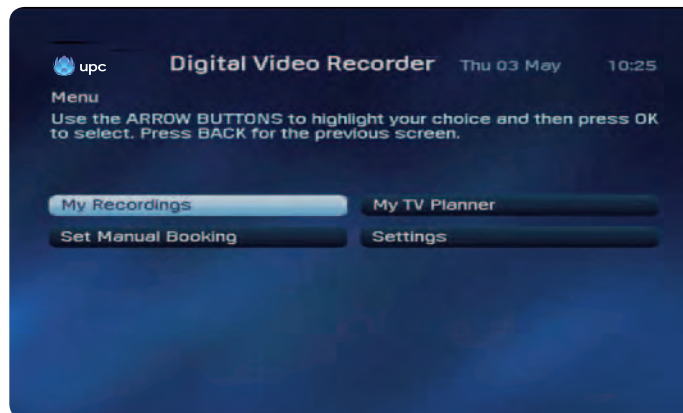 upc Digital Video Recorder Thu 03 May 10:25
Menu
Use the ARROW BUTTONS to highlight your choice and then press OK
to select. Press BACK for the previous screen.
My Recordings My TV Planner
Set Manual Booking Settings